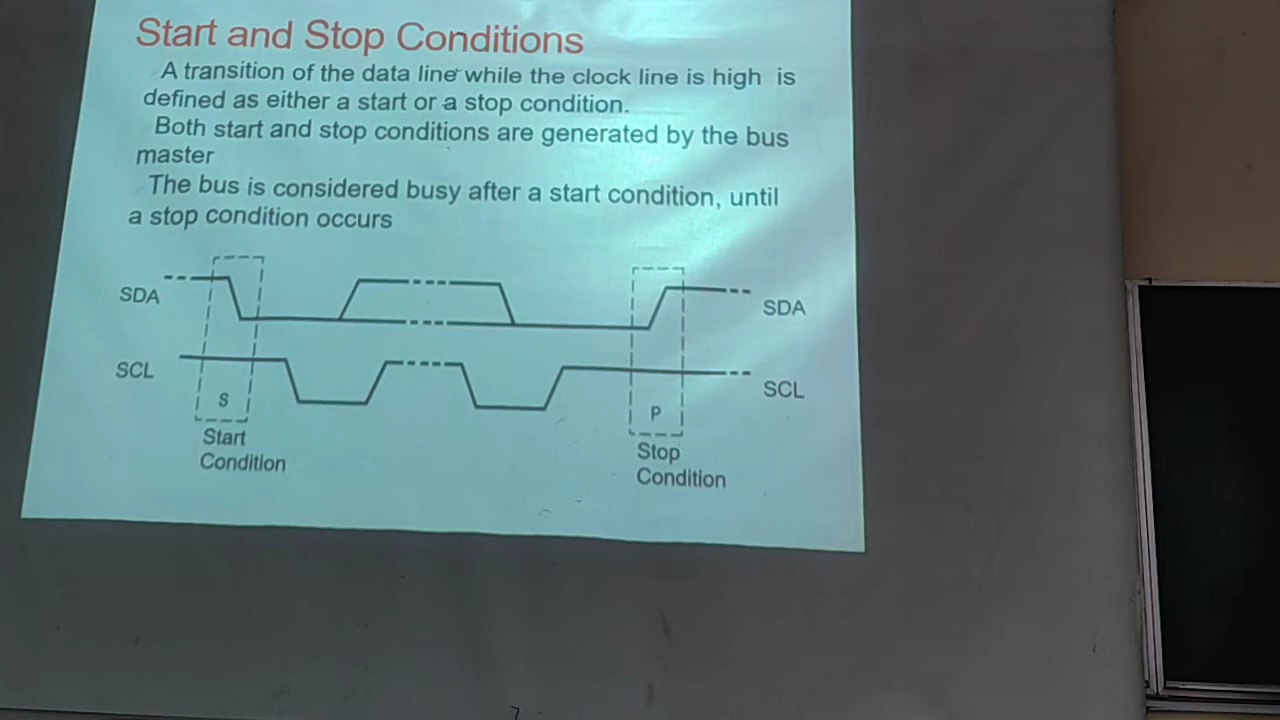 Start and Stop Conditions
A transition of the data line while the clock line is high is
defined as either a start or a stop condition.
Both start and stop conditions are generated by the bus
master
The bus is considered busy after a start condition, until
a stop condition occurs
SDA
SDA
SCL
SCL
S
P
Start
Condition
Stop
Condition